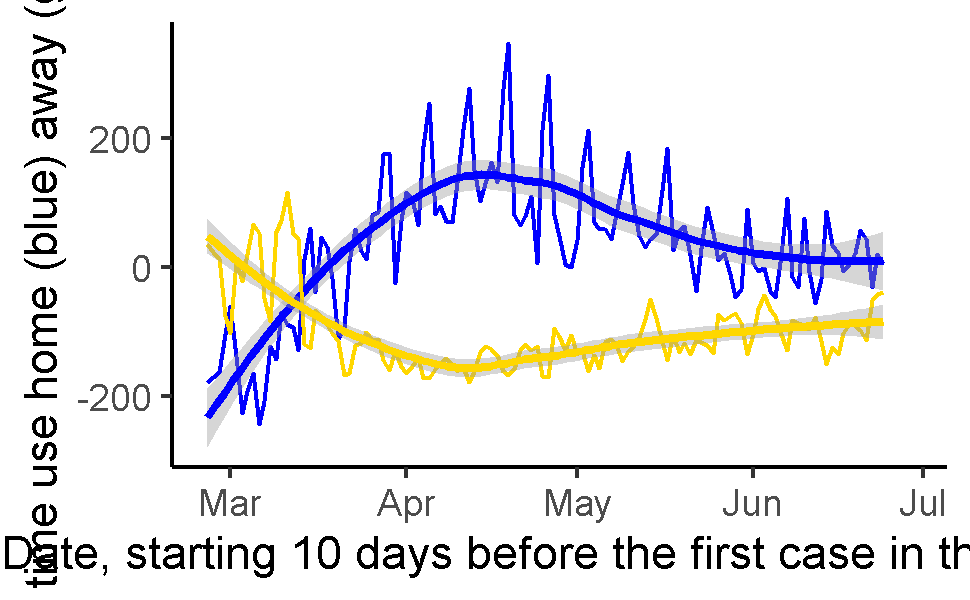 time use home (blue) away (
200
0
-200
Mar Apr May Jun Jul
Date, starting 10 days before the first case in th